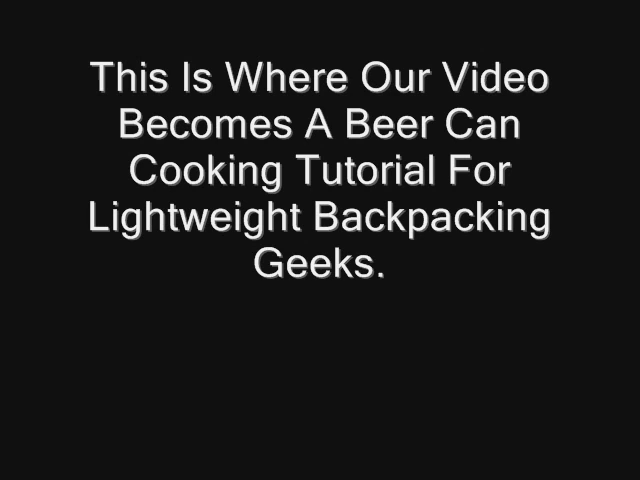 This Is Where Our Video
Becomes A Beer Can
Cooking Tutorial For
Lightweight Backpacking
Geeks.